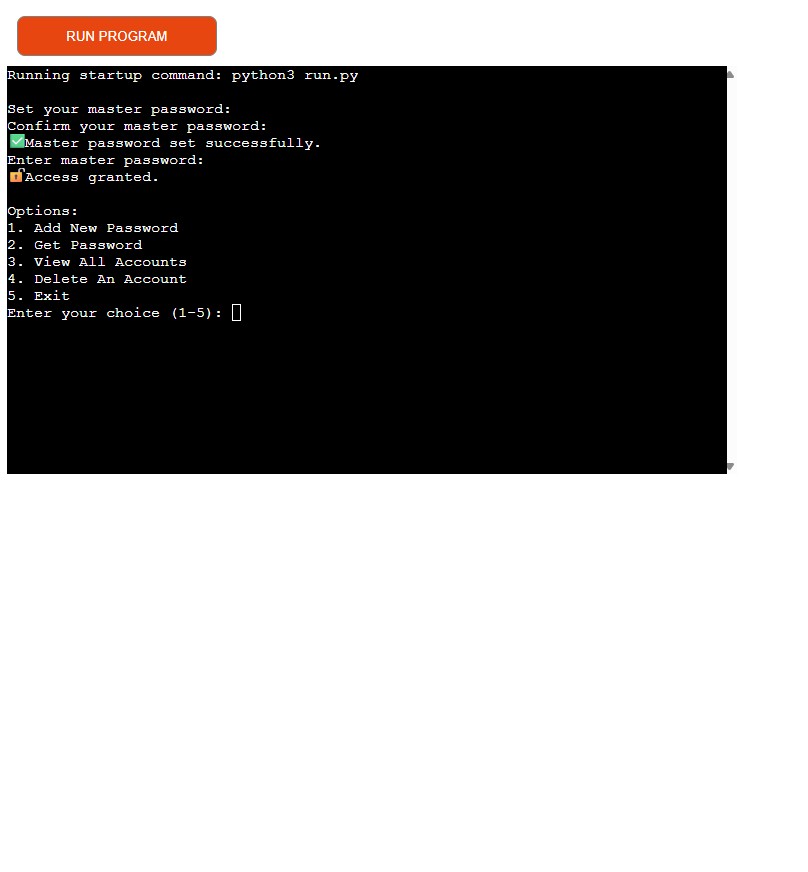 RUN PROGRAM
Running startup command: python3 run.py
Set your master password:
Confirm your master password:
✅Master password set successfully.
Enter master password:
🔓Access granted.
Options:
1. Add New Password
2. Get Password
3. View All Accounts
4. Delete An Account
5. Exit
Enter your choice (1-5):